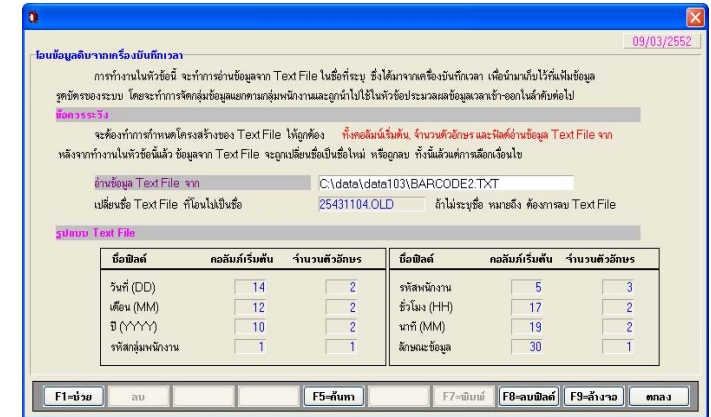 09/03/2552
โอนข้อมูลดิบจากเครื่องบันทึกเวลา
การทำงานในหัวข้อนี้ จะทำการอ่านข้อมูลจาก Text File ในชื่อที่ระบุ ซึ่งได้มาจากเครื่องบันทึกเวลา เพื่อนำมาเก็บไว้ที่แฟ้มข้อมูล
รูดบัตรของระบบ โดยจะทำการจัดกลุ่มข้อมูลแยกตามกลุ่มพนักงานและถูกนำไปใช้ในหัวข้อประมวลผลข้อมูลเวลาเข้า-ออกในลำดับต่อไป
ข้อควรระวัง
จะต้องทำการกำหนดโครงสร้างของ Text File ให้ถูกต้อง ทั้งคอลัมน์เริ่มต้น, จำนวนตัวอักษร และฟิลด์อ่านข้อมูล Text File จาก
หลังจากทำงานในหัวข้อนี้แล้ว ข้อมูลจาก Text File จะถูกเปลี่ยนชื่อเป็นชื่อใหม่ หรือถูกลบ ทั้งนี้แล้วแต่การเลือกเงื่อนไข
อ่านข้อมูล Text File จาก C:\data\data103\BARCODE2.TXT
เปลี่ยนชื่อ Text File ที่โอนไปเป็นชื่อ 25431104.OLD ถ้าไม่ระบุชื่อ หมายถึง ต้องการลบ Text File
รูปแบบ Text File
ชื่อฟิลด์ คอลัมภ์เริ่มต้น จำนวนตัวอักษร ชื่อฟิลด์ คอลัมภ์เริ่มต้น จำนวนตัวอักษร
วันที่ (DD) 14 2 รหัสพนักงาน 5 3
เดือน (MM) 12 2 ชั่วโมง (HH) 17 2
ปี (YYYY) 10 2 นาที (MM) 19 2
รหัสกลุ่มพนักงาน 1 1 ลักษณะข้อมูล 30 1
F1=ช่วย ลบ F5=ค้นหา F7=พิมพ์ F8=ลบฟิลด์ F9=ล้างจอ ตกลง